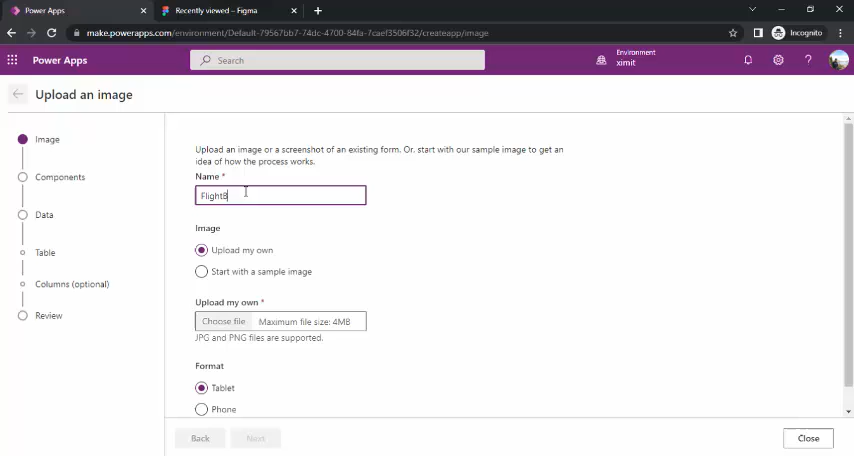 Power Apps
Recently viewed – Figma
make.powerapps.com/environment/Default-79567bb7-74dc-4700-84fa-7caef3506f32/createapp/image
Incognito
Power Apps
Search
Environment
ximit
Upload an image
Image
Components
Data
Table
Columns (optional)
Review
Upload an image or a screenshot of an existing form. Or, start with our sample image to get an
idea of how the process works.
Name *
FlightB
Image
Upload my own
Start with a sample image
Upload my own *
Choose file Maximum file size: 4MB
JPG and PNG files are supported.
Format
Tablet
Phone
Back
Next
Close